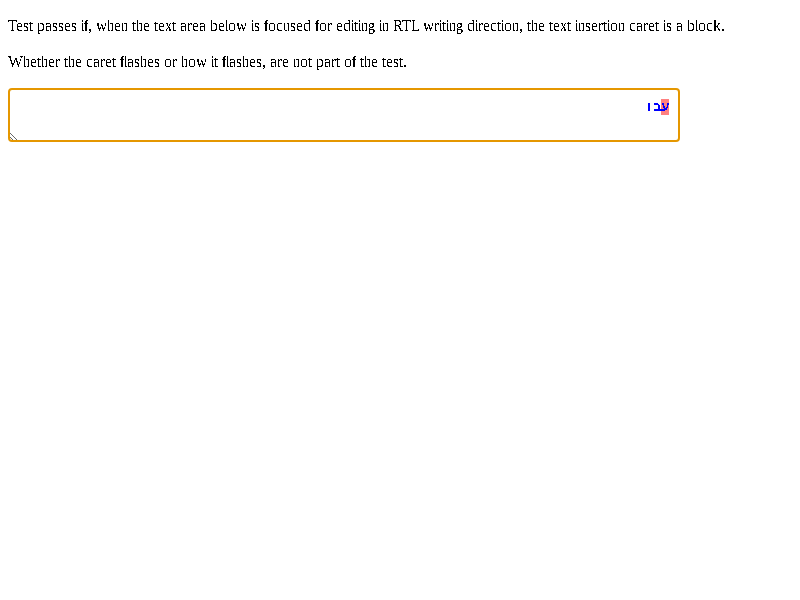 Test passes if, when the text area below is focused for editing in RTL writing direction, the text insertion caret is a block.
Whether the caret flashes or how it flashes, are not part of the test.
עבו